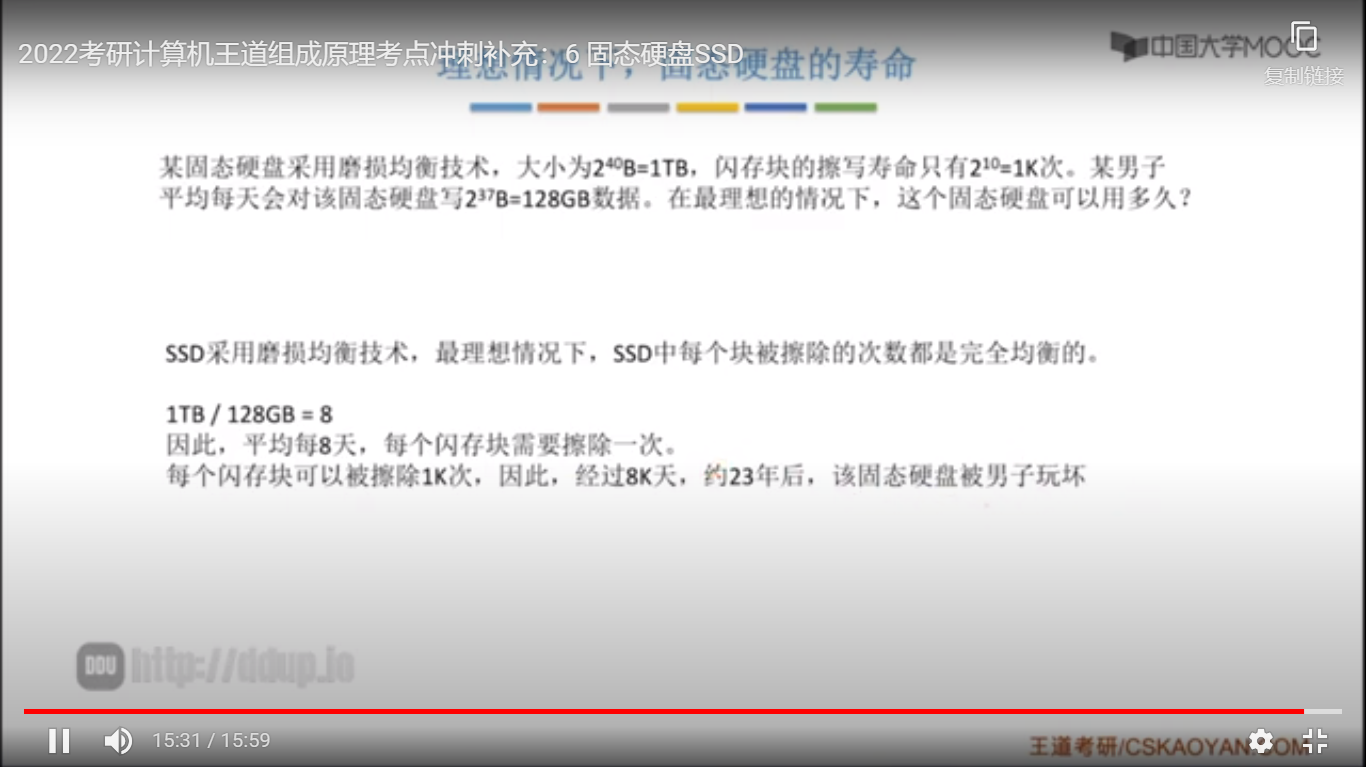 2022考研计算机王道组成原理考点冲刺补充：6 固态硬盘SSD
理想情况下，固态硬盘的寿命
中国大学MOOC
复制链接
某固态硬盘采用磨损均衡技术，大小为2⁴⁰B=1TB，闪存块的擦写寿命只有2¹⁰=1K次。某男子
平均每天会对该固态硬盘写2³⁷B=128GB数据。在最理想的情况下，这个固态硬盘可以用多久？
SSD采用磨损均衡技术，最理想情况下，SSD中每个块被擦除的次数都是完全均衡的。
1TB / 128GB = 8
因此，平均每8天，每个闪存块需要擦除一次。
每个闪存块可以被擦除1K次，因此，经过8K天，约23年后，该固态硬盘被男子玩坏
DDU http://ddup.io
15:31 / 15:59
王道考研/CSKAOYAN.COM